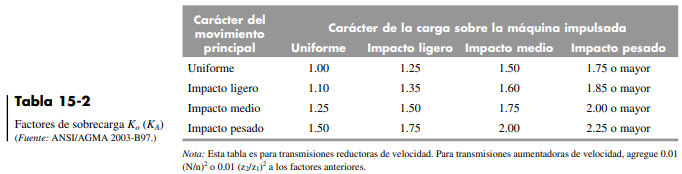 Carácter del movimiento principal
Carácter de la carga sobre la máquina impulsada
Uniforme Impacto ligero Impacto medio Impacto pesado
Uniforme 1.00 1.25 1.50 1.75 o mayor
Impacto ligero 1.10 1.35 1.60 1.85 o mayor
Impacto medio 1.25 1.50 1.75 2.00 o mayor
Impacto pesado 1.50 1.75 2.00 2.25 o mayor
Tabla 15-2
Factores de sobrecarga Ko (KA)
(Fuente: ANSI/AGMA 2003-B97.)
Nota: Esta tabla es para transmisiones reductoras de velocidad. Para transmisiones aumentadoras de velocidad, agregue 0.01
(N/n)² o 0.01 (z₂/z₁)² a los factores anteriores.